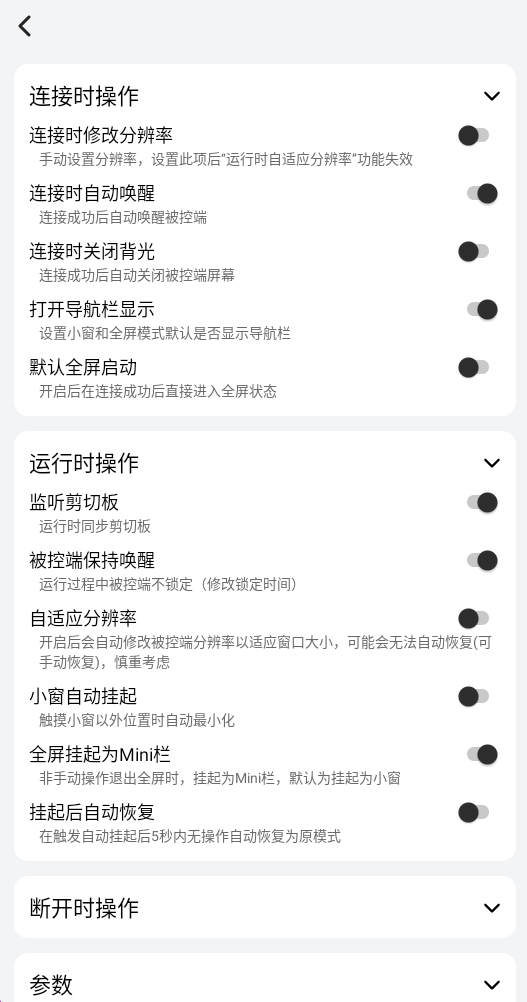 连接时操作
连接时修改分辨率
手动设置分辨率，设置此项后“运行时自适应分辨率”功能失效
连接时自动唤醒
连接成功后自动唤醒被控端
连接时关闭背光
连接成功后自动关闭被控端屏幕
打开导航栏显示
设置小窗和全屏模式默认是否显示导航栏
默认全屏启动
开启后在连接成功后直接进入全屏状态
运行时操作
监听剪切板
运行时同步剪切板
被控端保持唤醒
运行过程中被控端不锁定（修改锁定时间）
自适应分辨率
开启后会自动修改被控端分辨率以适应窗口大小，可能会无法自动恢复(可
手动恢复)，慎重考虑
小窗自动挂起
触摸小窗以外位置时自动最小化
全屏挂起为Mini栏
非手动操作退出全屏时，挂起为Mini栏，默认为挂起为小窗
挂起后自动恢复
在触发自动挂起后5秒内无操作自动恢复为原模式
断开时操作
参数